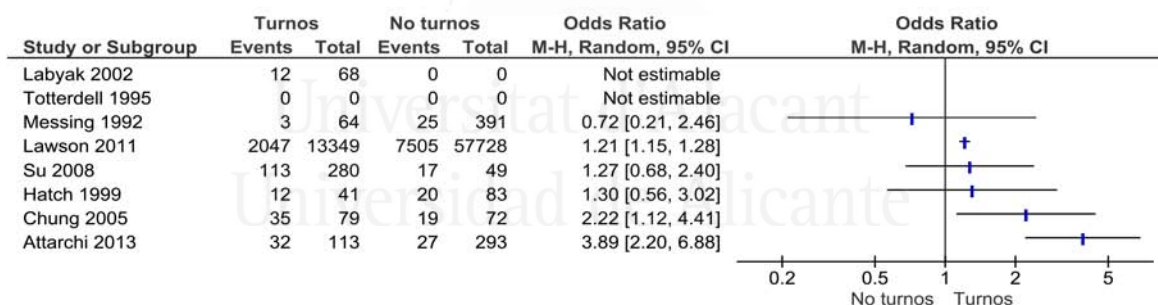 Turnos No turnos Odds Ratio Odds Ratio
Study or Subgroup Events Total Events Total M-H, Random, 95% CI M-H, Random, 95% CI
Labyak 2002 12 68 0 0 Not estimable
Totterdell 1995 0 0 0 0 Not estimable
Messing 1992 3 64 25 391 0.72 [0.21, 2.46]
Lawson 2011 2047 13349 7505 57728 1.21 [1.15, 1.28]
Su 2008 113 280 17 49 1.27 [0.68, 2.40]
Hatch 1999 12 41 20 83 1.30 [0.56, 3.02]
Chung 2005 35 79 19 72 2.22 [1.12, 4.41]
Attarchi 2013 32 113 27 293 3.89 [2.20, 6.88]
0.2 0.5 1 2 5
No turnos Turnos
Universitat d'Alacant
Universidad de Alicante